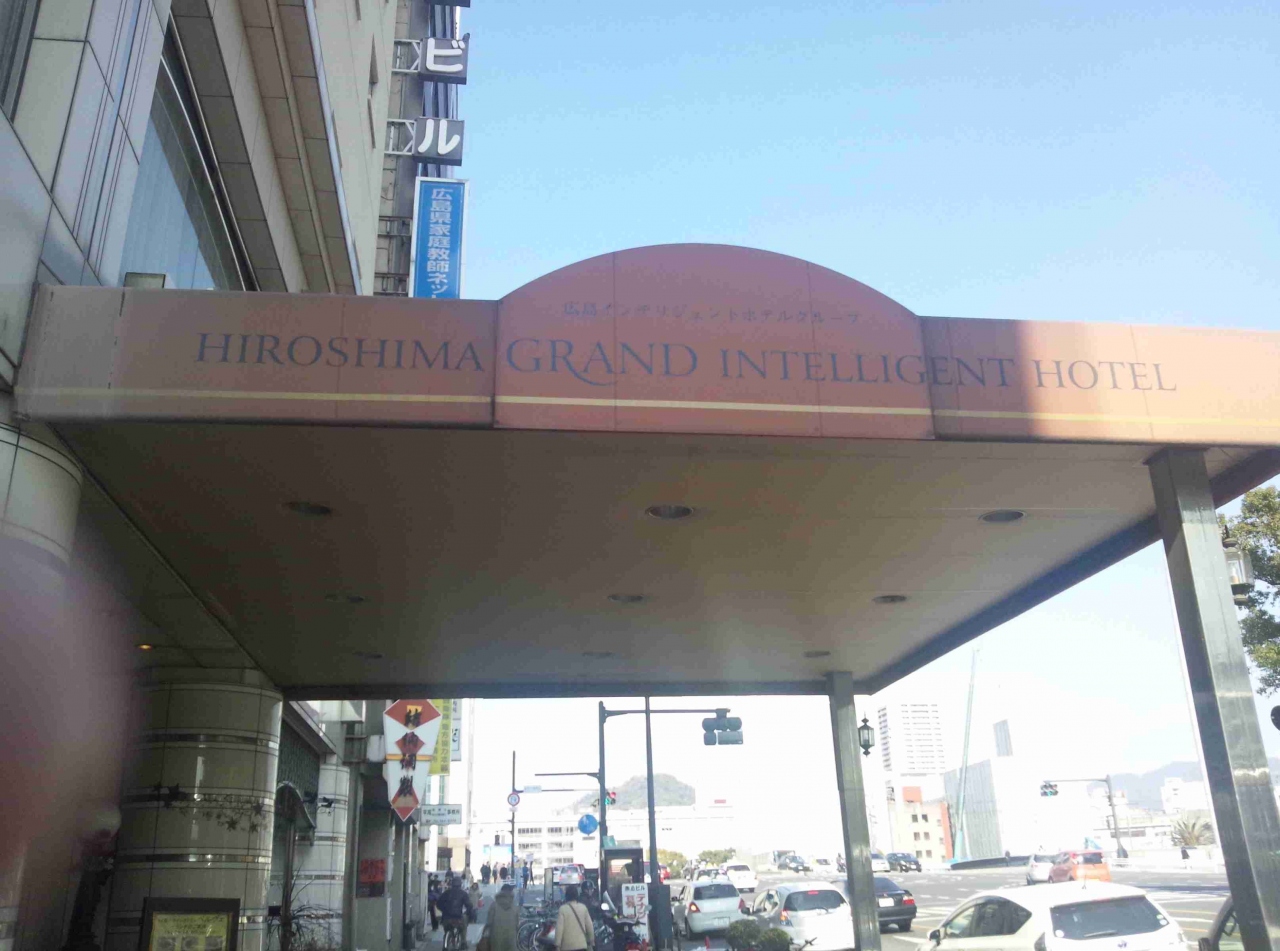 ビル
広島県家庭教師ネット
広島インテリジェントホテルグループ
HIROSHIMA GRAND INTELLIGENT HOTEL